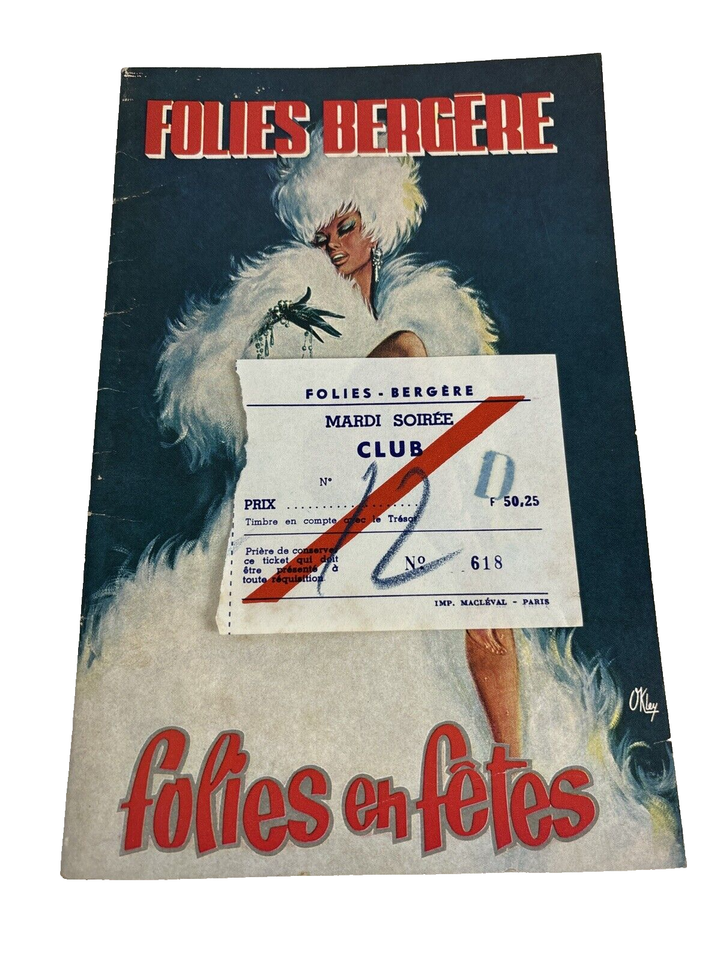 FOLIES BERGÈRE
FOLIES - BERGÈRE
MARDI SOIRÉE
CLUB
N°
12 D
PRIX .................... F 50,25
Timbre en compte avec le Trésor
Prière de conserver
ce ticket qui doit
être présenté à
toute réquisition.
N° 618
IMP. MACLÉVAL - PARIS
OKley
folies en fêtes